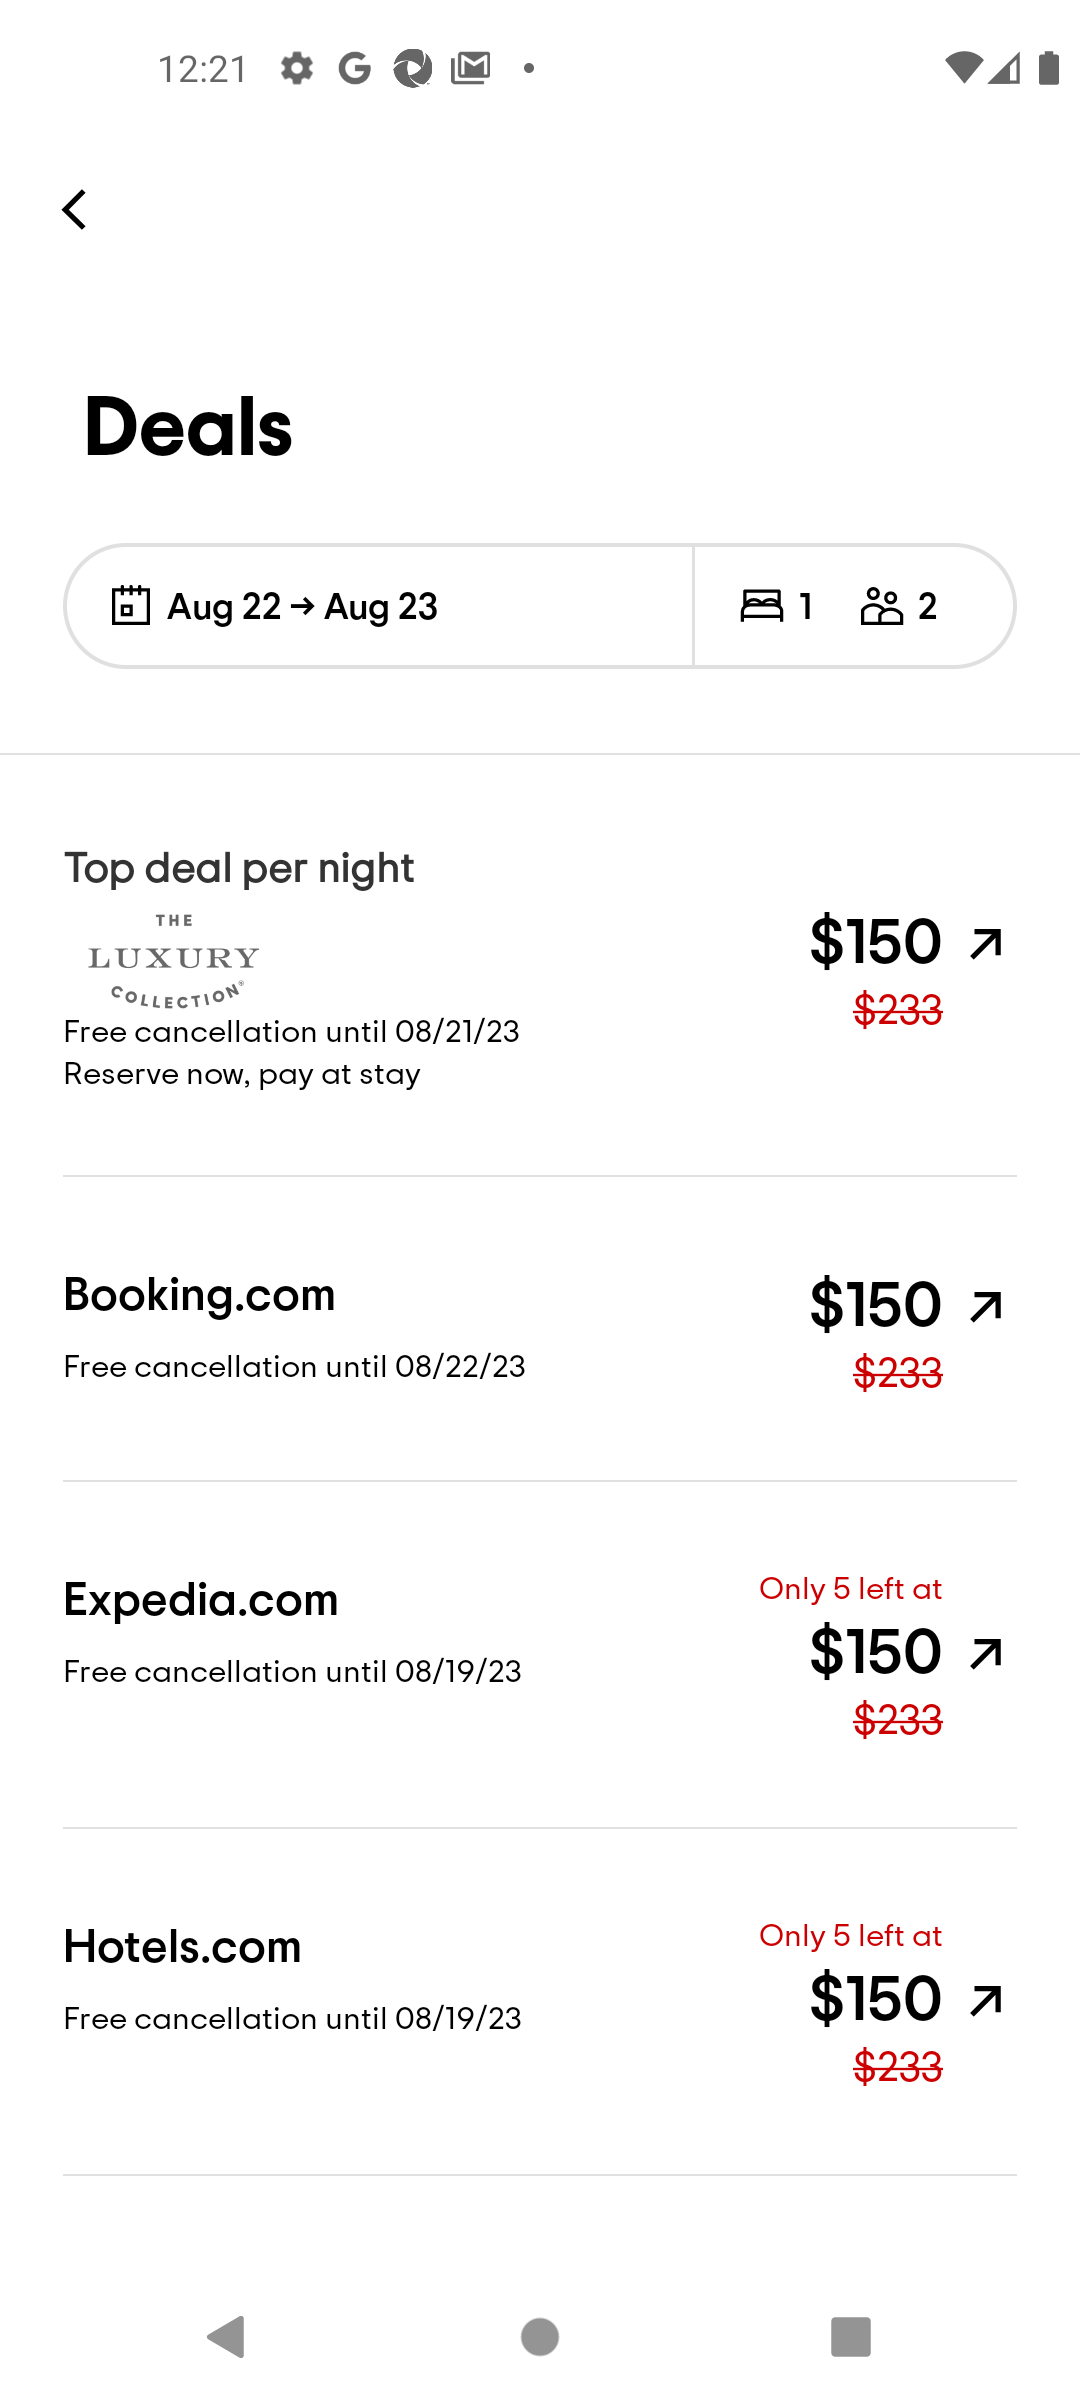 12:21
Deals
Aug 22 → Aug 23
1
2
Top deal per night
THE
LUXURY
COLLECTION®
$150
$233
Free cancellation until 08/21/23
Reserve now, pay at stay
Booking.com
$150
Free cancellation until 08/22/23
$233
Only 5 left at
Expedia.com
$150
Free cancellation until 08/19/23
$233
Only 5 left at
Hotels.com
$150
Free cancellation until 08/19/23
$233